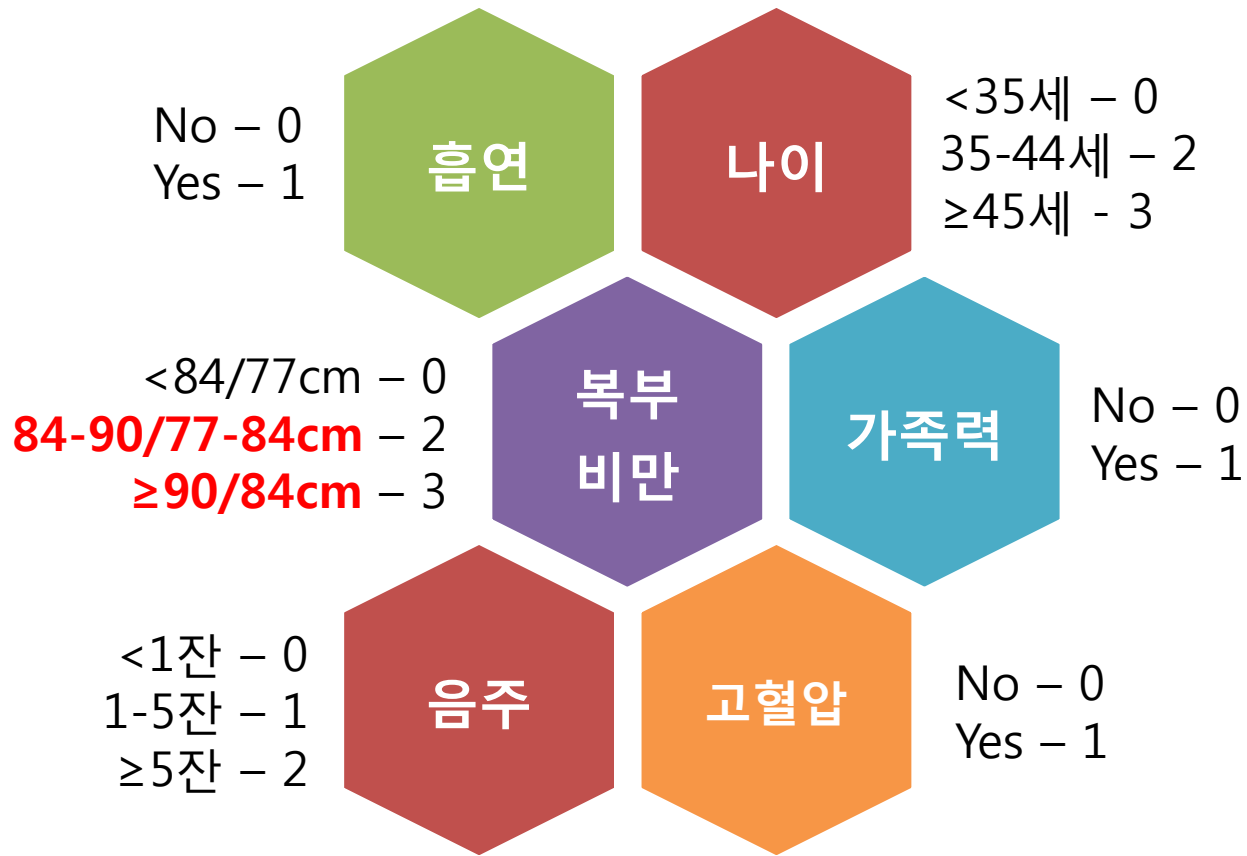 No – 0
Yes – 1
흡연
나이
<35세 – 0
35-44세 – 2
≥45세 - 3
<84/77cm – 0
84-90/77-84cm – 2
≥90/84cm – 3
복부
비만
가족력
No – 0
Yes – 1
<1잔 – 0
1-5잔 – 1
≥5잔 – 2
음주
고혈압
No – 0
Yes – 1